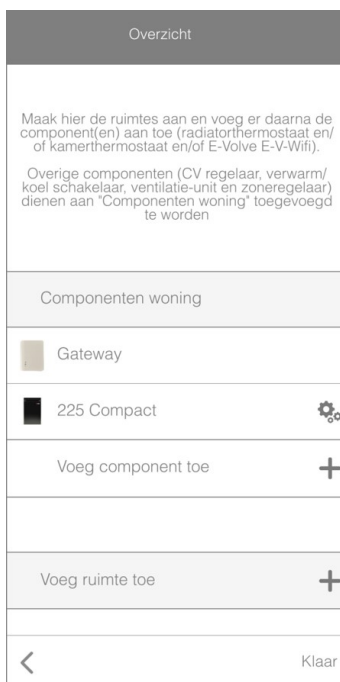 Overzicht
Maak hier de ruimtes aan en voeg er daarna de
component(en) aan toe (radiatorthermostaat en/
of kamerthermostaat en/of E-Volve E-V-Wifi).
Overige componenten (CV regelaar, verwarm/
koel schakelaar, ventilatie-unit en zoneregelaar)
dienen aan "Componenten woning" toegevoegd
te worden
Componenten woning
Gateway
225 Compact
Voeg component toe
Voeg ruimte toe
Klaar